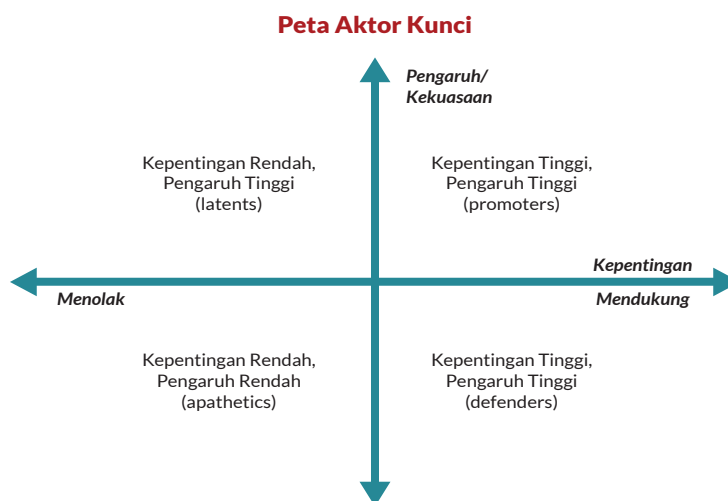 Peta Aktor Kunci
Pengaruh/
Kekuasaan
Kepentingan Rendah,
Pengaruh Tinggi
(latents)
Kepentingan Tinggi,
Pengaruh Tinggi
(promoters)
Kepentingan
Menolak
Mendukung
Kepentingan Rendah,
Pengaruh Rendah
(apathetics)
Kepentingan Tinggi,
Pengaruh Tinggi
(defenders)